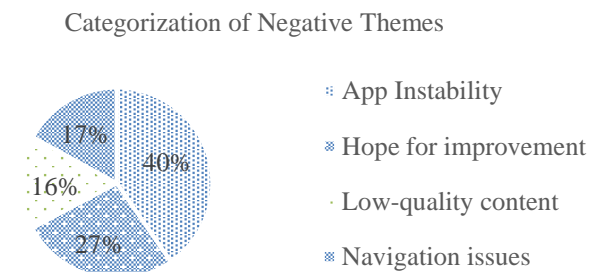 Categorization of Negative Themes
App Instability
17%
40%
Hope for improvement
16%
Low-quality content
27%
Navigation issues